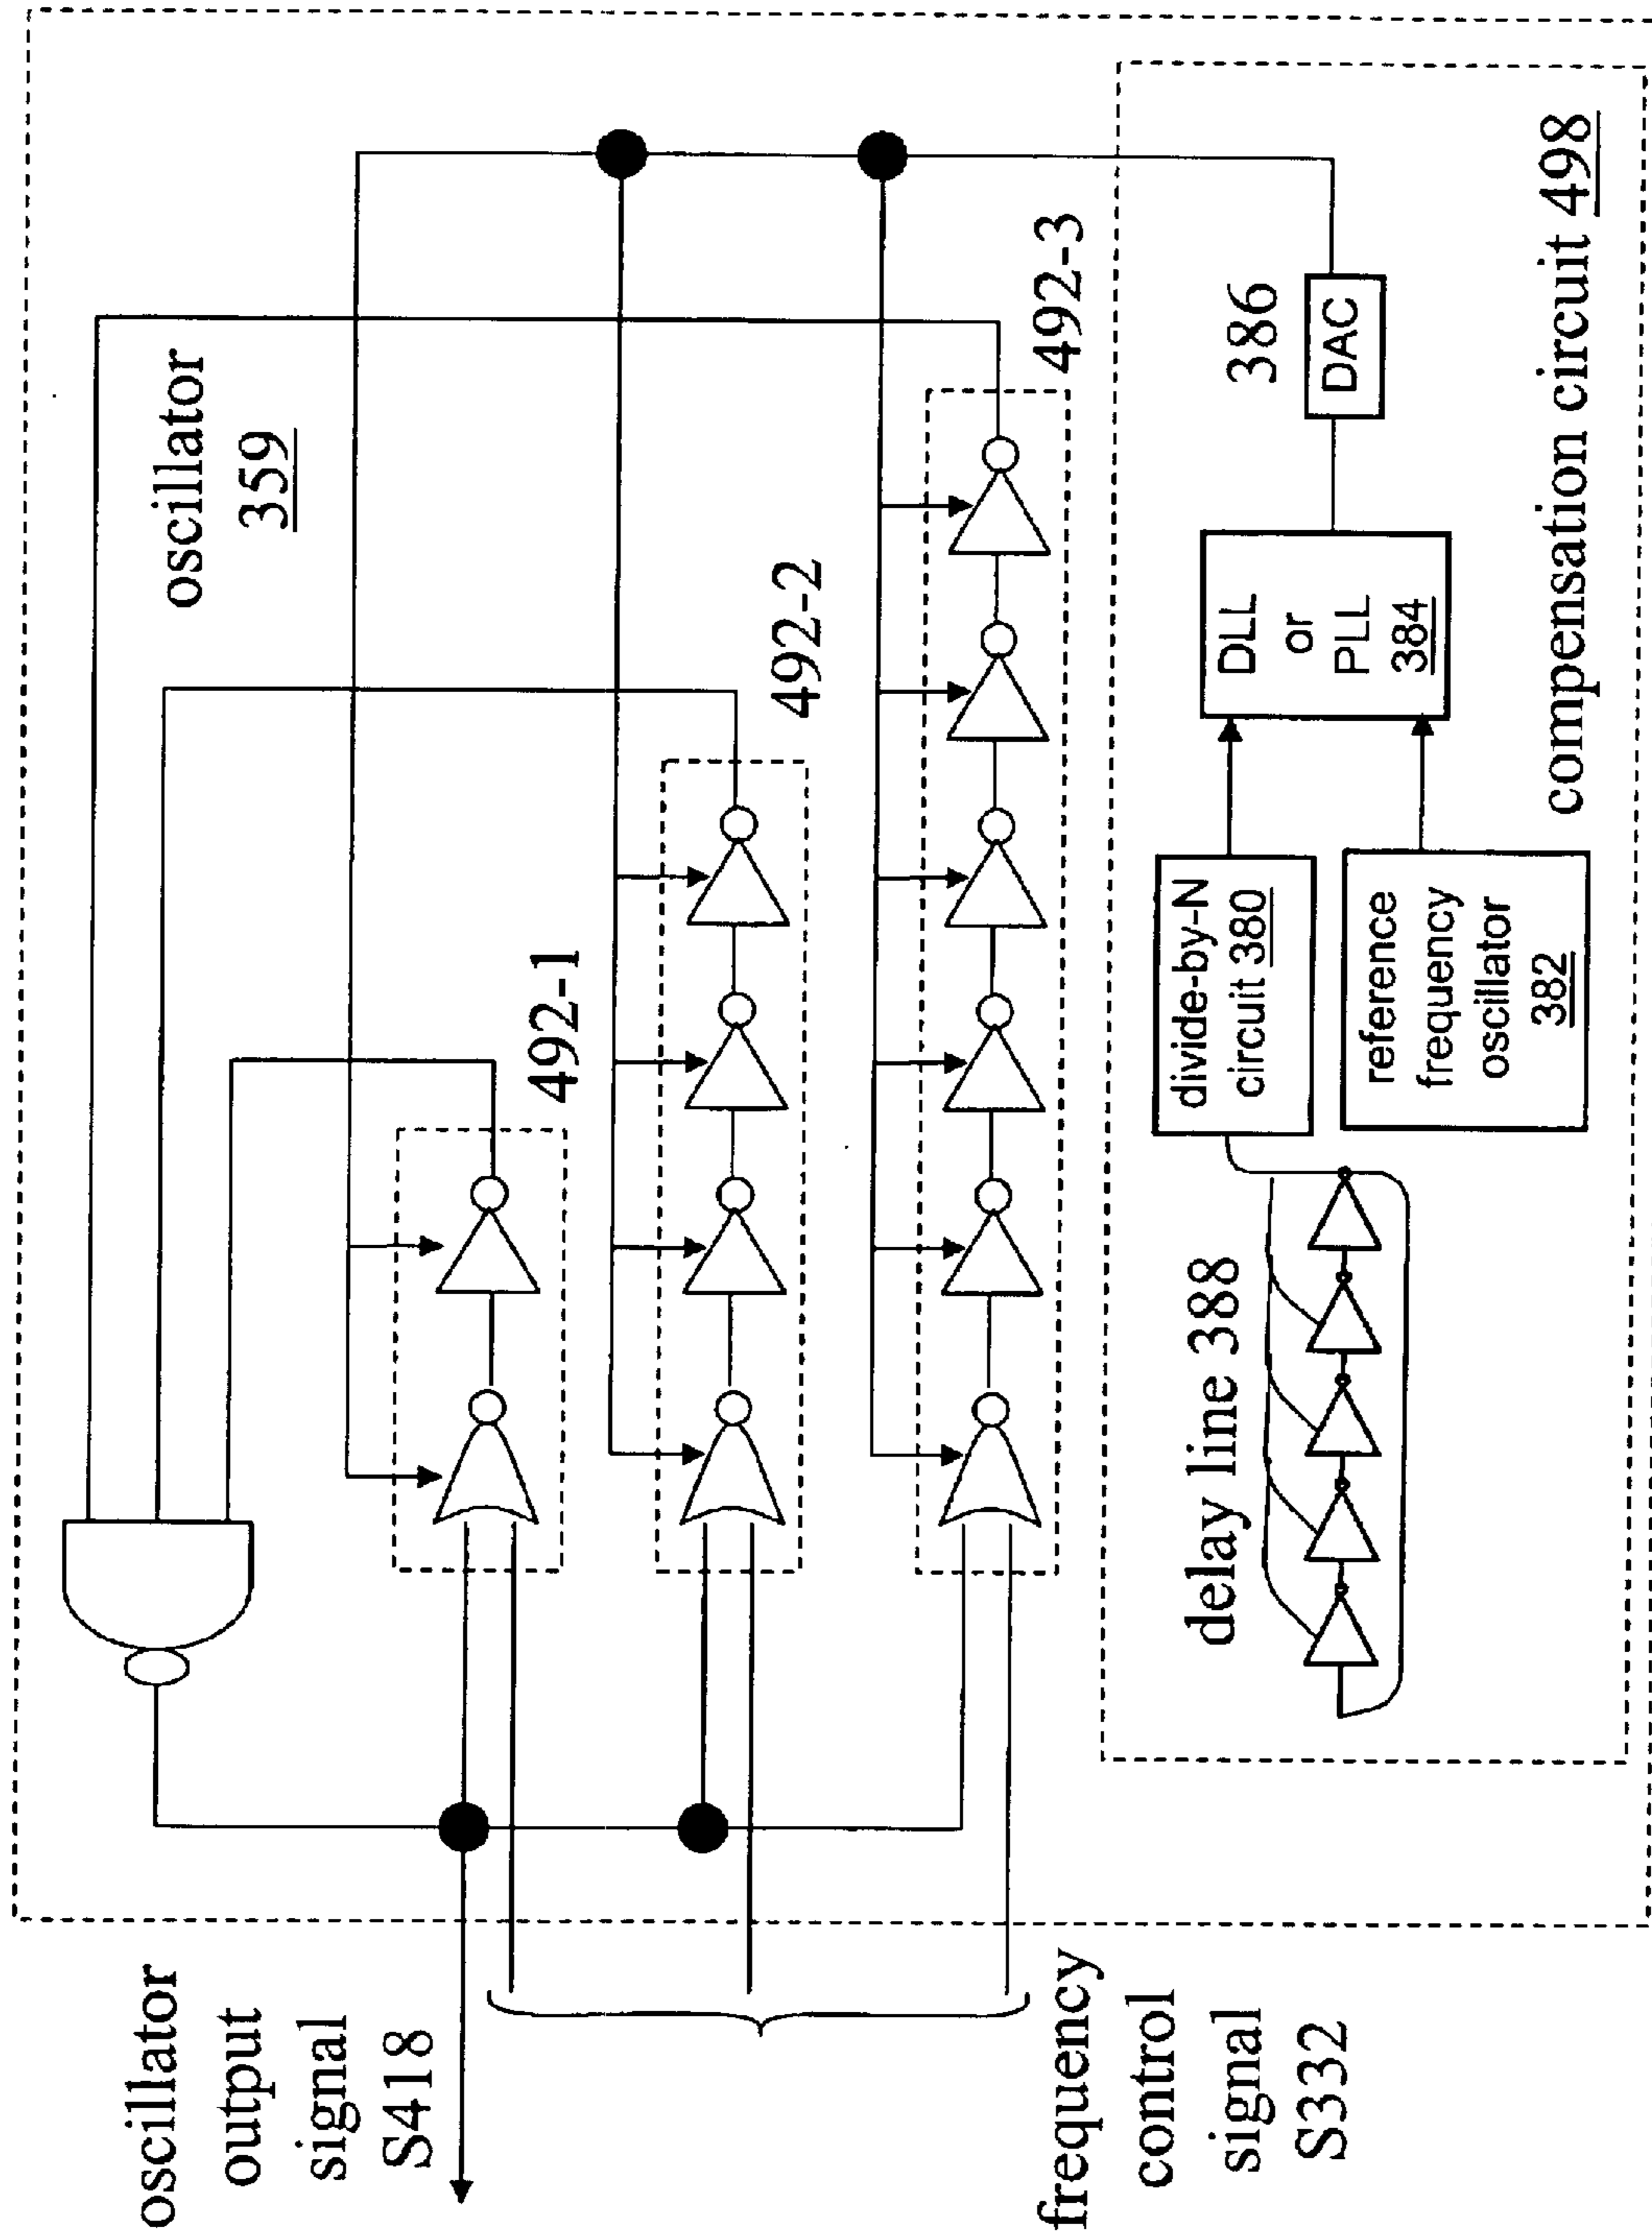 oscillator
output
signal
S418
frequency
control
signal
S332
oscillator
359
492-1
492-2
492-3
delay line 388
divide-by-N
circuit 380
reference
frequency
oscillator
382
DLL
or
PLL
384
386
DAC
compensation circuit 498